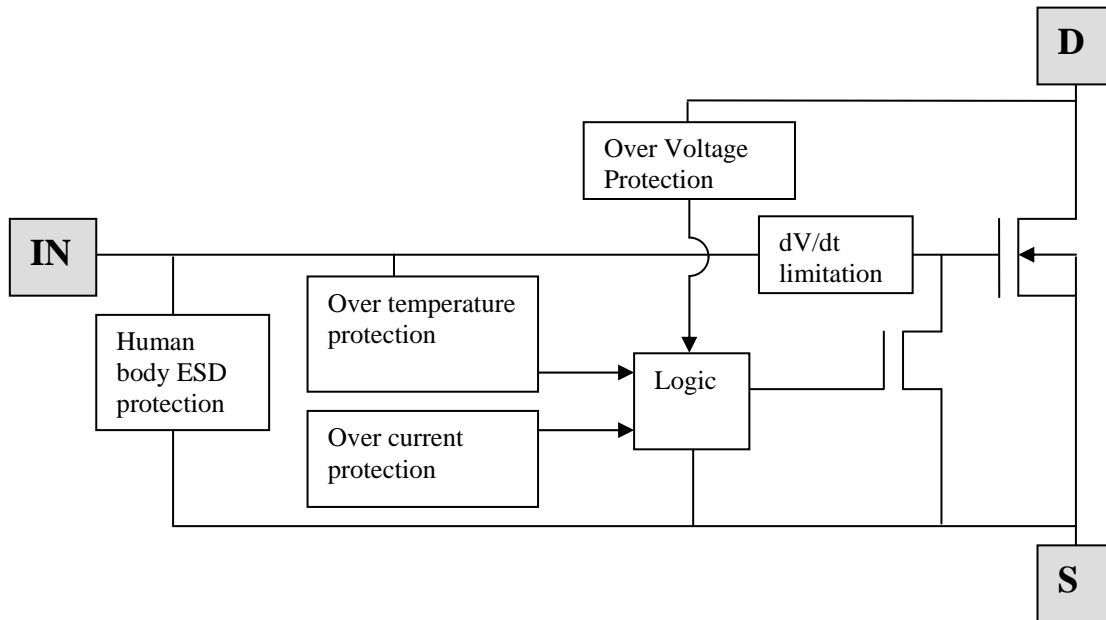 D
Over Voltage
Protection
IN
dV/dt
limitation
Over temperature
protection
Human
body ESD
protection
Logic
Over current
protection
S